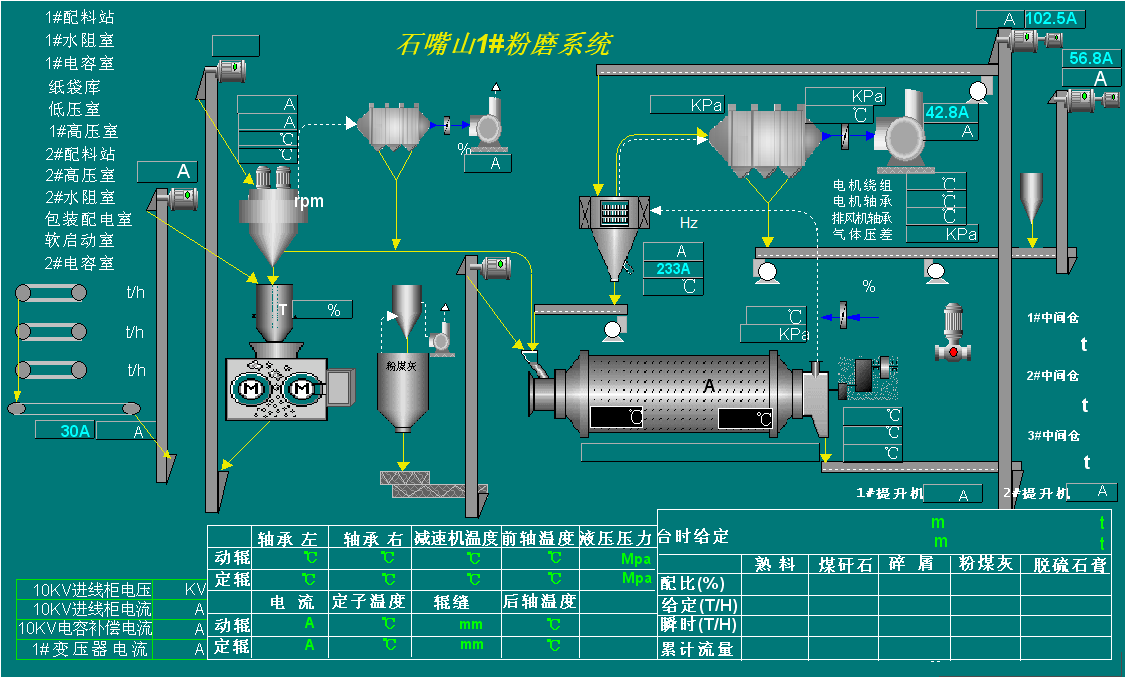 石嘴山1#粉磨系统
1#配料站
1#水阻室
1#电容室
纸袋库
低压室
1#高压室
2#配料站
2#高压室
2#水阻室
包装配电室
软启动室
2#电容室
t/h
t/h
t/h
30A
A
A
A
A
℃
℃
rpm
T
%
M
M
%
A
粉煤灰
KPa
KPa
℃
42.8A
A
A
102.5A
56.8A
A
电机绕组
℃
电机轴承
℃
排风机轴承
℃
气体压差
KPa
Hz
A
233A
℃
℃
KPa
%
A
℃
℃
℃
℃
℃
1#中间仓
t
2#中间仓
t
3#中间仓
t
1#提升机
A
2#提升机
A
轴承 左
轴承 右
减速机温度
前轴温度
液压压力
动辊
℃
℃
℃
℃
Mpa
定辊
℃
℃
℃
℃
Mpa
电 流
定子温度
辊缝
后轴温度
动辊
A
℃
mm
℃
定辊
A
℃
mm
℃
10KV进线柜电压
KV
10KV进线柜电流
A
10KV电容补偿电流
A
1#变压器电流
A
台时给定
m
t
m
t
熟料
煤矸石
碎屑
粉煤灰
脱硫石膏
配比(%)
给定(T/H)
瞬时(T/H)
累计流量